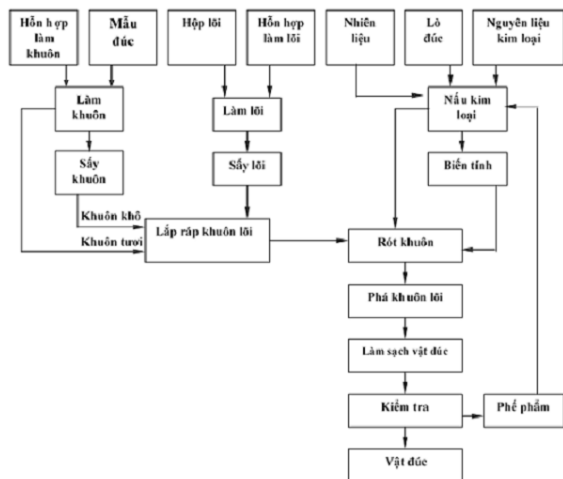 Hỗn hợp
làm
khuôn
Mẫu
đúc
Hộp lõi
Hỗn hợp
làm lõi
Nhiên
liệu
Lò
đúc
Nguyên liệu
kim loại
Làm
khuôn
Làm lõi
Nấu kim
loại
Sấy
khuôn
Sấy lõi
Biến tính
Khuôn khô
Khuôn tươi
Lắp ráp khuôn lõi
Rót khuôn
Phá khuôn lõi
Làm sạch vật đúc
Kiểm tra
Phế phẩm
Vật đúc